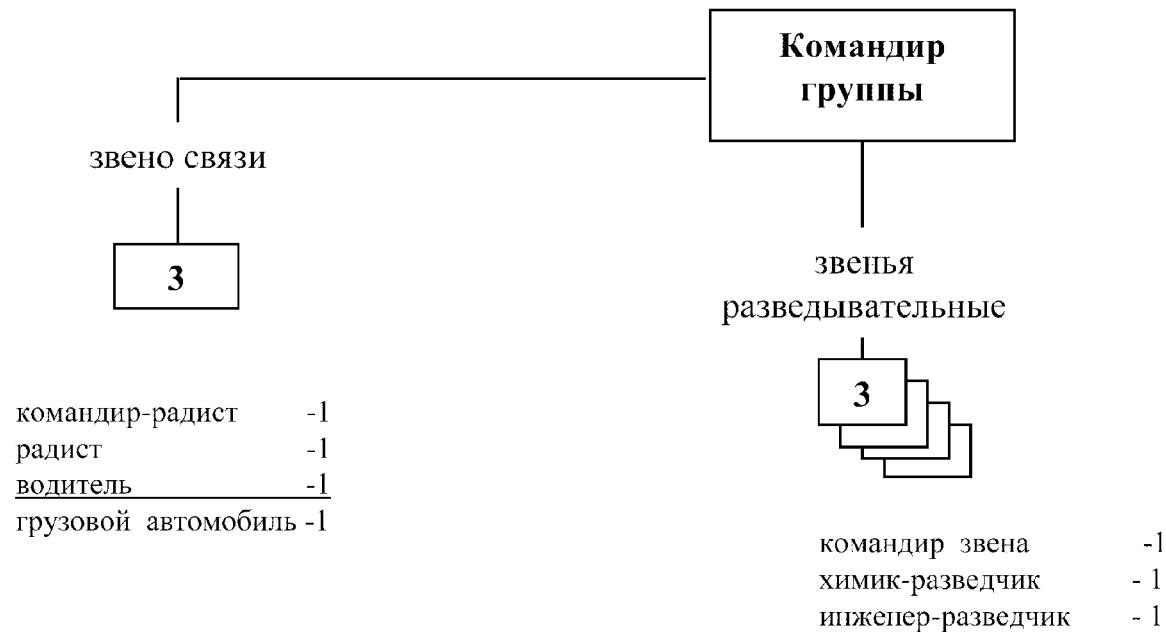 Командир
группы
звено связи
3
звенья
разведывательные
3
командир-радист -1
радист -1
водитель -1
грузовой автомобиль -1
командир звена -1
химик-разведчик - 1
инженер-разведчик - 1